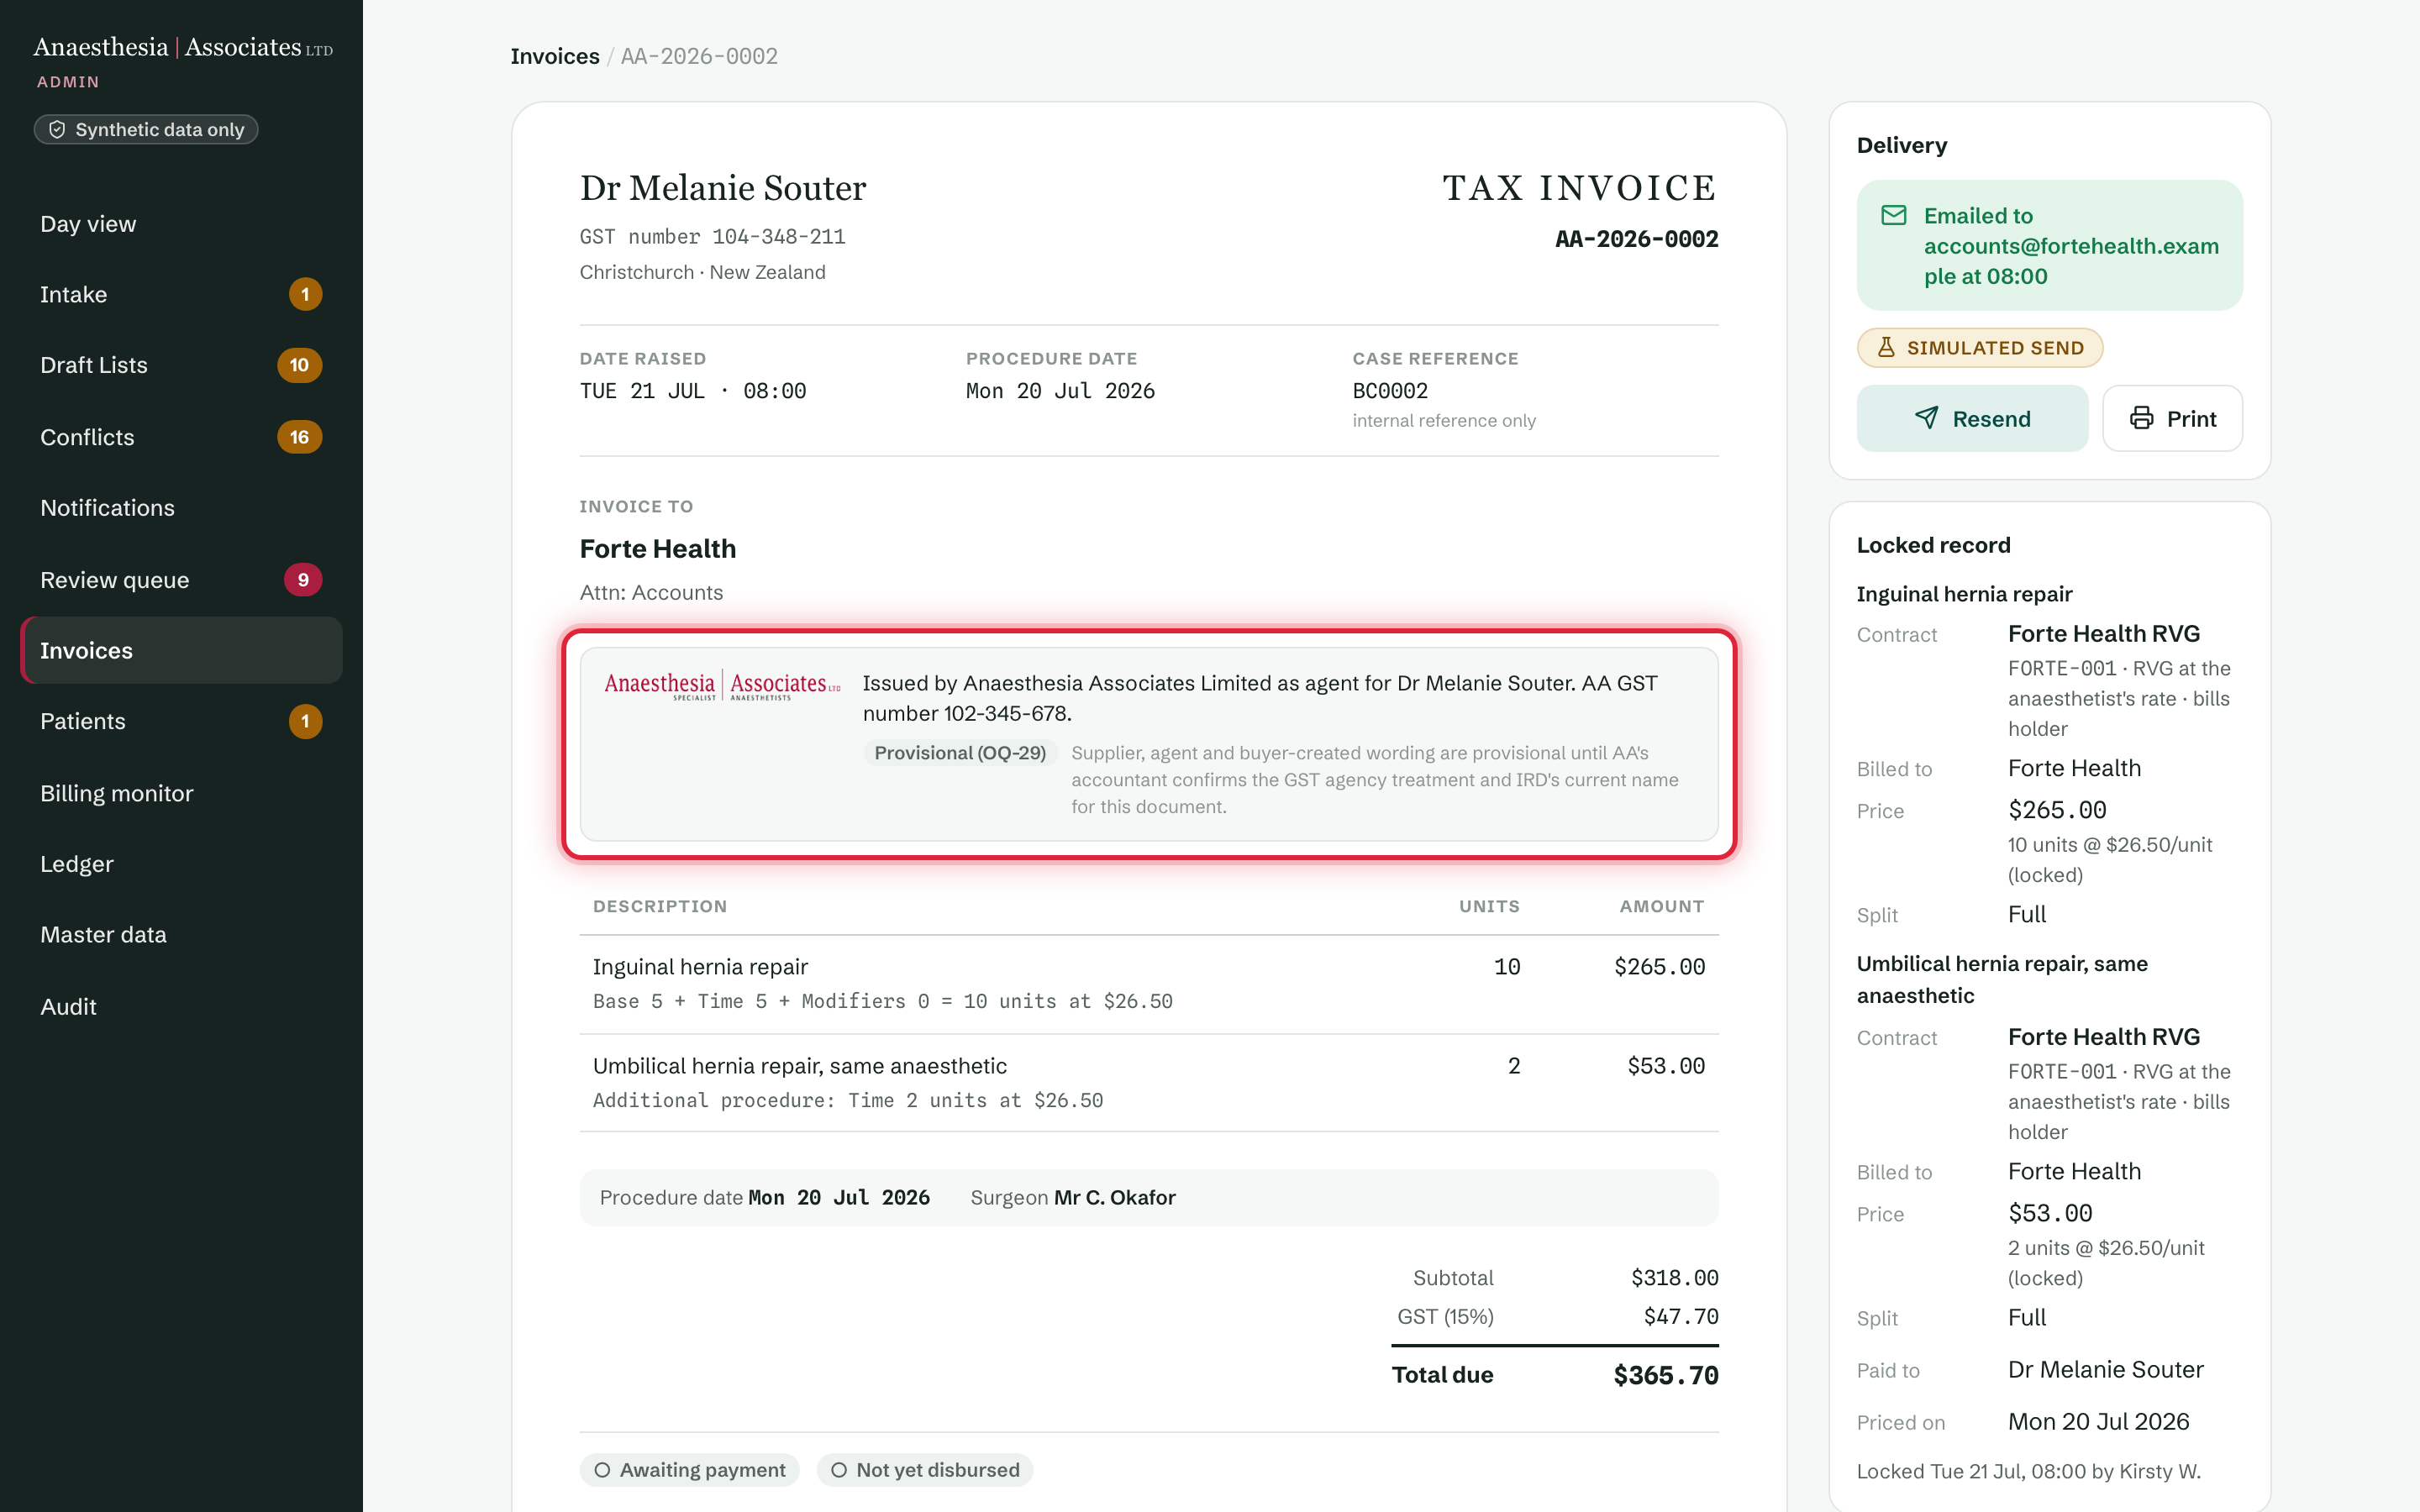 Anaesthesia | Associates LTD
ADMIN
Synthetic data only
Day view
Intake 1
Draft Lists 10
Conflicts 16
Notifications
Review queue 9
Invoices
Patients 1
Billing monitor
Ledger
Master data
Audit
Invoices / AA-2026-0002
Dr Melanie Souter
GST number 104-348-211
Christchurch · New Zealand
TAX INVOICE
AA-2026-0002
DATE RAISED
TUE 21 JUL · 08:00
PROCEDURE DATE
Mon 20 Jul 2026
CASE REFERENCE
BC0002
internal reference only
INVOICE TO
Forte Health
Attn: Accounts
Anaesthesia | Associates LTD
SPECIALIST ANAESTHETISTS
Issued by Anaesthesia Associates Limited as agent for Dr Melanie Souter. AA GST
number 102-345-678.
Provisional (OQ-29)
Supplier, agent and buyer-created wording are provisional until AA's
accountant confirms the GST agency treatment and IRD's current name
for this document.
DESCRIPTION UNITS AMOUNT
Inguinal hernia repair 10 $265.00
Base 5 + Time 5 + Modifiers 0 = 10 units at $26.50
Umbilical hernia repair, same anaesthetic 2 $53.00
Additional procedure: Time 2 units at $26.50
Procedure date Mon 20 Jul 2026 Surgeon Mr C. Okafor
Subtotal $318.00
GST (15%) $47.70
Total due $365.70
Awaiting payment
Not yet disbursed
Delivery
Emailed to
accounts@fortehealth.exam
ple at 08:00
SIMULATED SEND
Resend
Print
Locked record
Inguinal hernia repair
Contract Forte Health RVG
FORTE-001 · RVG at the
anaesthetist's rate · bills
holder
Billed to Forte Health
Price $265.00
10 units @ $26.50/unit
(locked)
Split Full
Umbilical hernia repair, same
anaesthetic
Contract Forte Health RVG
FORTE-001 · RVG at the
anaesthetist's rate · bills
holder
Billed to Forte Health
Price $53.00
2 units @ $26.50/unit
(locked)
Split Full
Paid to Dr Melanie Souter
Priced on Mon 20 Jul 2026
Locked Tue 21 Jul, 08:00 by Kirsty W.